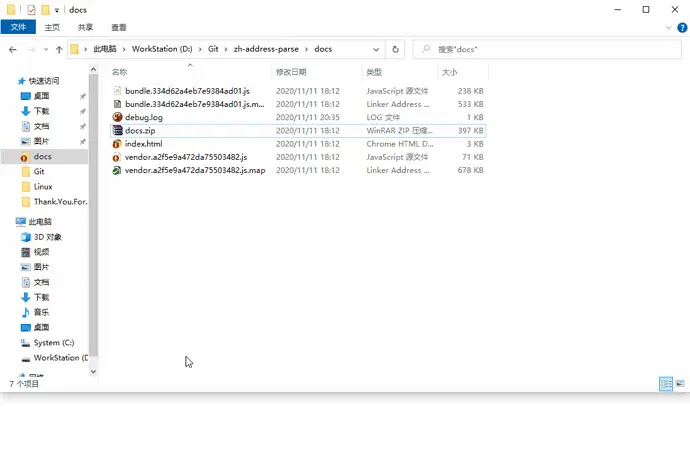 docs
文件 主页 共享 查看
此电脑 > WorkStation (D:) > Git > zh-address-parse > docs
搜索"docs"
名称 修改日期 类型 大小
bundle.334d62a4eb7e9384ad01.js 2020/11/11 18:12 JavaScript 源文件 238 KB
bundle.334d62a4eb7e9384ad01.js.m... 2020/11/11 18:12 Linker Address ... 533 KB
debug.log 2020/11/11 20:35 LOG 文件 1 KB
docs.zip 2020/11/11 18:12 WinRAR ZIP 压缩... 397 KB
index.html 2020/11/11 18:12 Chrome HTML D... 3 KB
vendor.a2f5e9a472da75503482.js 2020/11/11 18:12 JavaScript 源文件 71 KB
vendor.a2f5e9a472da75503482.js.map 2020/11/11 18:12 Linker Address ... 678 KB
快速访问
桌面
下载
文档
图片
docs
Git
Linux
Thank.You.For.
此电脑
3D 对象
视频
图片
文档
下载
音乐
桌面
System (C:)
WorkStation (D
7 个项目